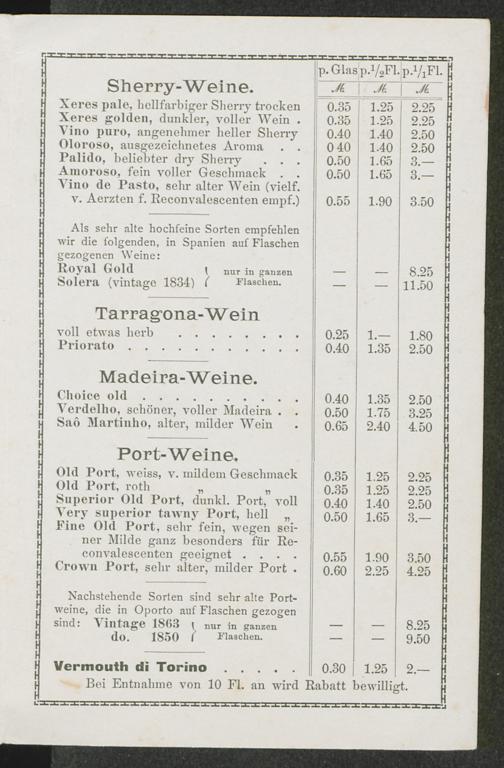 p. Glas p.1/2Fl. p.1/1Fl.
Sherry-Weine. M. M. M.
Xeres pale, hellfarbiger Sherry trocken 0.35 1.25 2.25
Xeres golden, dunkler, voller Wein . 0.35 1.25 2.25
Vino puro, angenehmer heller Sherry 0.40 1.40 2.50
Oloroso, ausgezeichnetes Aroma . . 0 40 1.40 2.50
Palido, beliebter dry Sherry . . . 0.50 1.65 3.—
Amoroso, fein voller Geschmack . . 0.50 1.65 3.—
Vino de Pasto, sehr alter Wein (vielf.
v. Aerzten f. Reconvalescenten empf.) 0.55 1.90 3.50
Als sehr alte hochfeine Sorten empfehlen
wir die folgenden, in Spanien auf Flaschen
gezogenen Weine:
Royal Gold } nur in ganzen — — 8.25
Solera (vintage 1834) } Flaschen. — — 11.50
Tarragona-Wein
voll etwas herb . . . . . . . . 0.25 1.— 1.80
Priorato . . . . . . . . . . . 0.40 1.35 2.50
Madeira-Weine.
Choice old . . . . . . . . . . 0.40 1.35 2.50
Verdelho, schöner, voller Madeira . . 0.50 1.75 3.25
Saô Martinho, alter, milder Wein . 0.65 2.40 4.50
Port-Weine.
Old Port, weiss, v. mildem Geschmack 0.35 1.25 2.25
Old Port, roth „ „ 0.35 1.25 2.25
Superior Old Port, dunkl. Port, voll 0.40 1.40 2.50
Very superior tawny Port, hell „ 0.50 1.65 3.—
Fine Old Port, sehr fein, wegen sei-
ner Milde ganz besonders für Re-
convalescenten geeignet . . . . 0.55 1.90 3.50
Crown Port, sehr alter, milder Port . 0.60 2.25 4.25
Nachstehende Sorten sind sehr alte Port-
weine, die in Oporto auf Flaschen gezogen
sind: Vintage 1863 } nur in ganzen — — 8.25
do. 1850 } Flaschen. — — 9.50
Vermouth di Torino . . . . . 0.30 1.25 2.—
Bei Entnahme von 10 Fl. an wird Rabatt bewilligt.